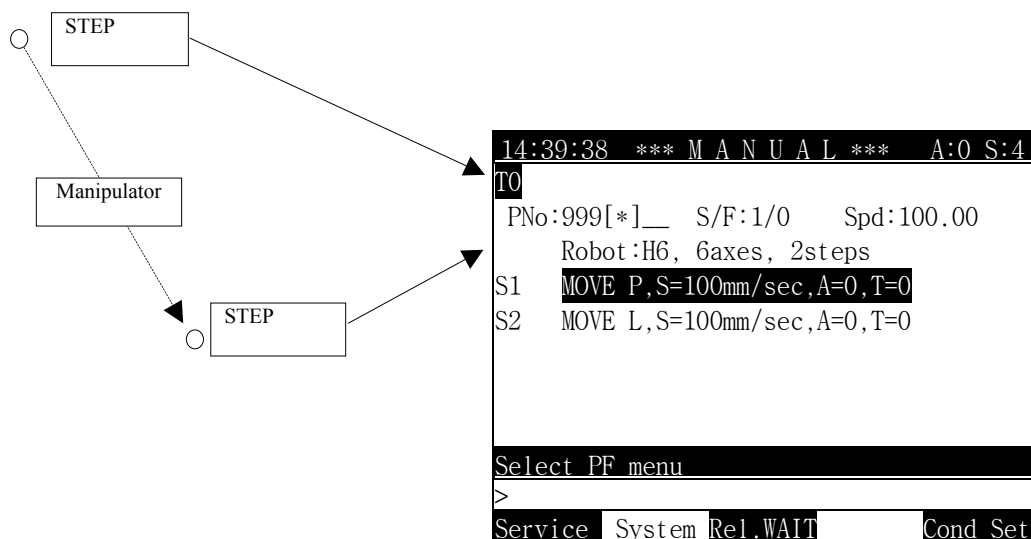 STEP
Manipulator
STEP
14:39:38 *** M A N U A L *** A:0 S:4
T0
PNo:999[*]__ S/F:1/0 Spd:100.00
Robot:H6, 6axes, 2steps
S1 MOVE P,S=100mm/sec,A=0,T=0
S2 MOVE L,S=100mm/sec,A=0,T=0
Select PF menu
>
Service System Rel.WAIT Cond Set